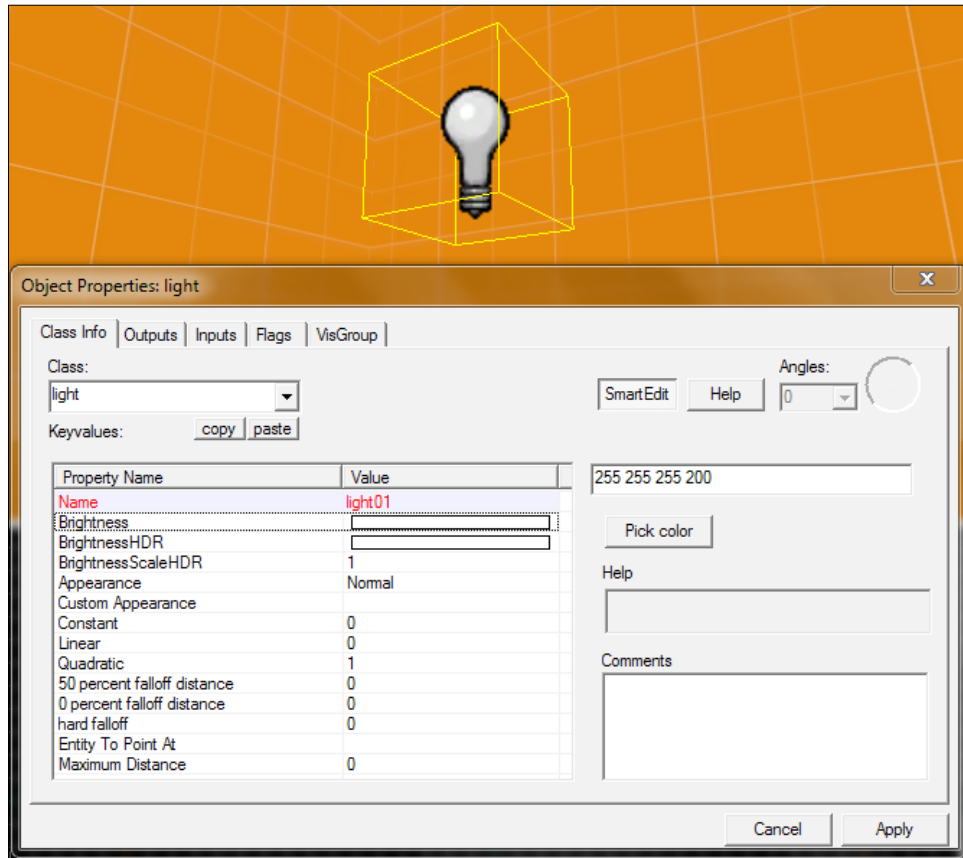 Object Properties: light
x
Class Info Outputs Inputs Flags VisGroup
Class: Angles:
light SmartEdit Help 0
Keyvalues: copy paste
Property Name Value 255 255 255 200
Name light01
Brightness Pick color
BrightnessHDR
BrightnessScaleHDR 1 Help
Appearance Normal
Custom Appearance
Constant 0
Linear 0
Quadratic 1 Comments
50 percent falloff distance 0
0 percent falloff distance 0
hard falloff 0
Entity To Point At
Maximum Distance 0
Cancel Apply